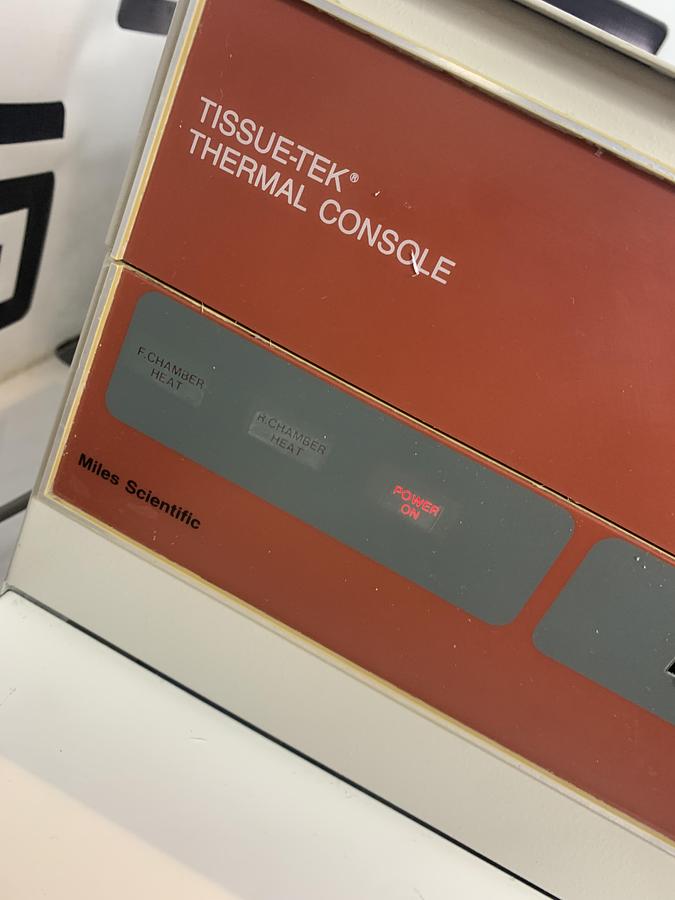 TISSUE-TEK®
THERMAL CONSOLE
F.CHAMBER
HEAT
R.CHAMBER
HEAT
POWER
ON
Miles Scientific